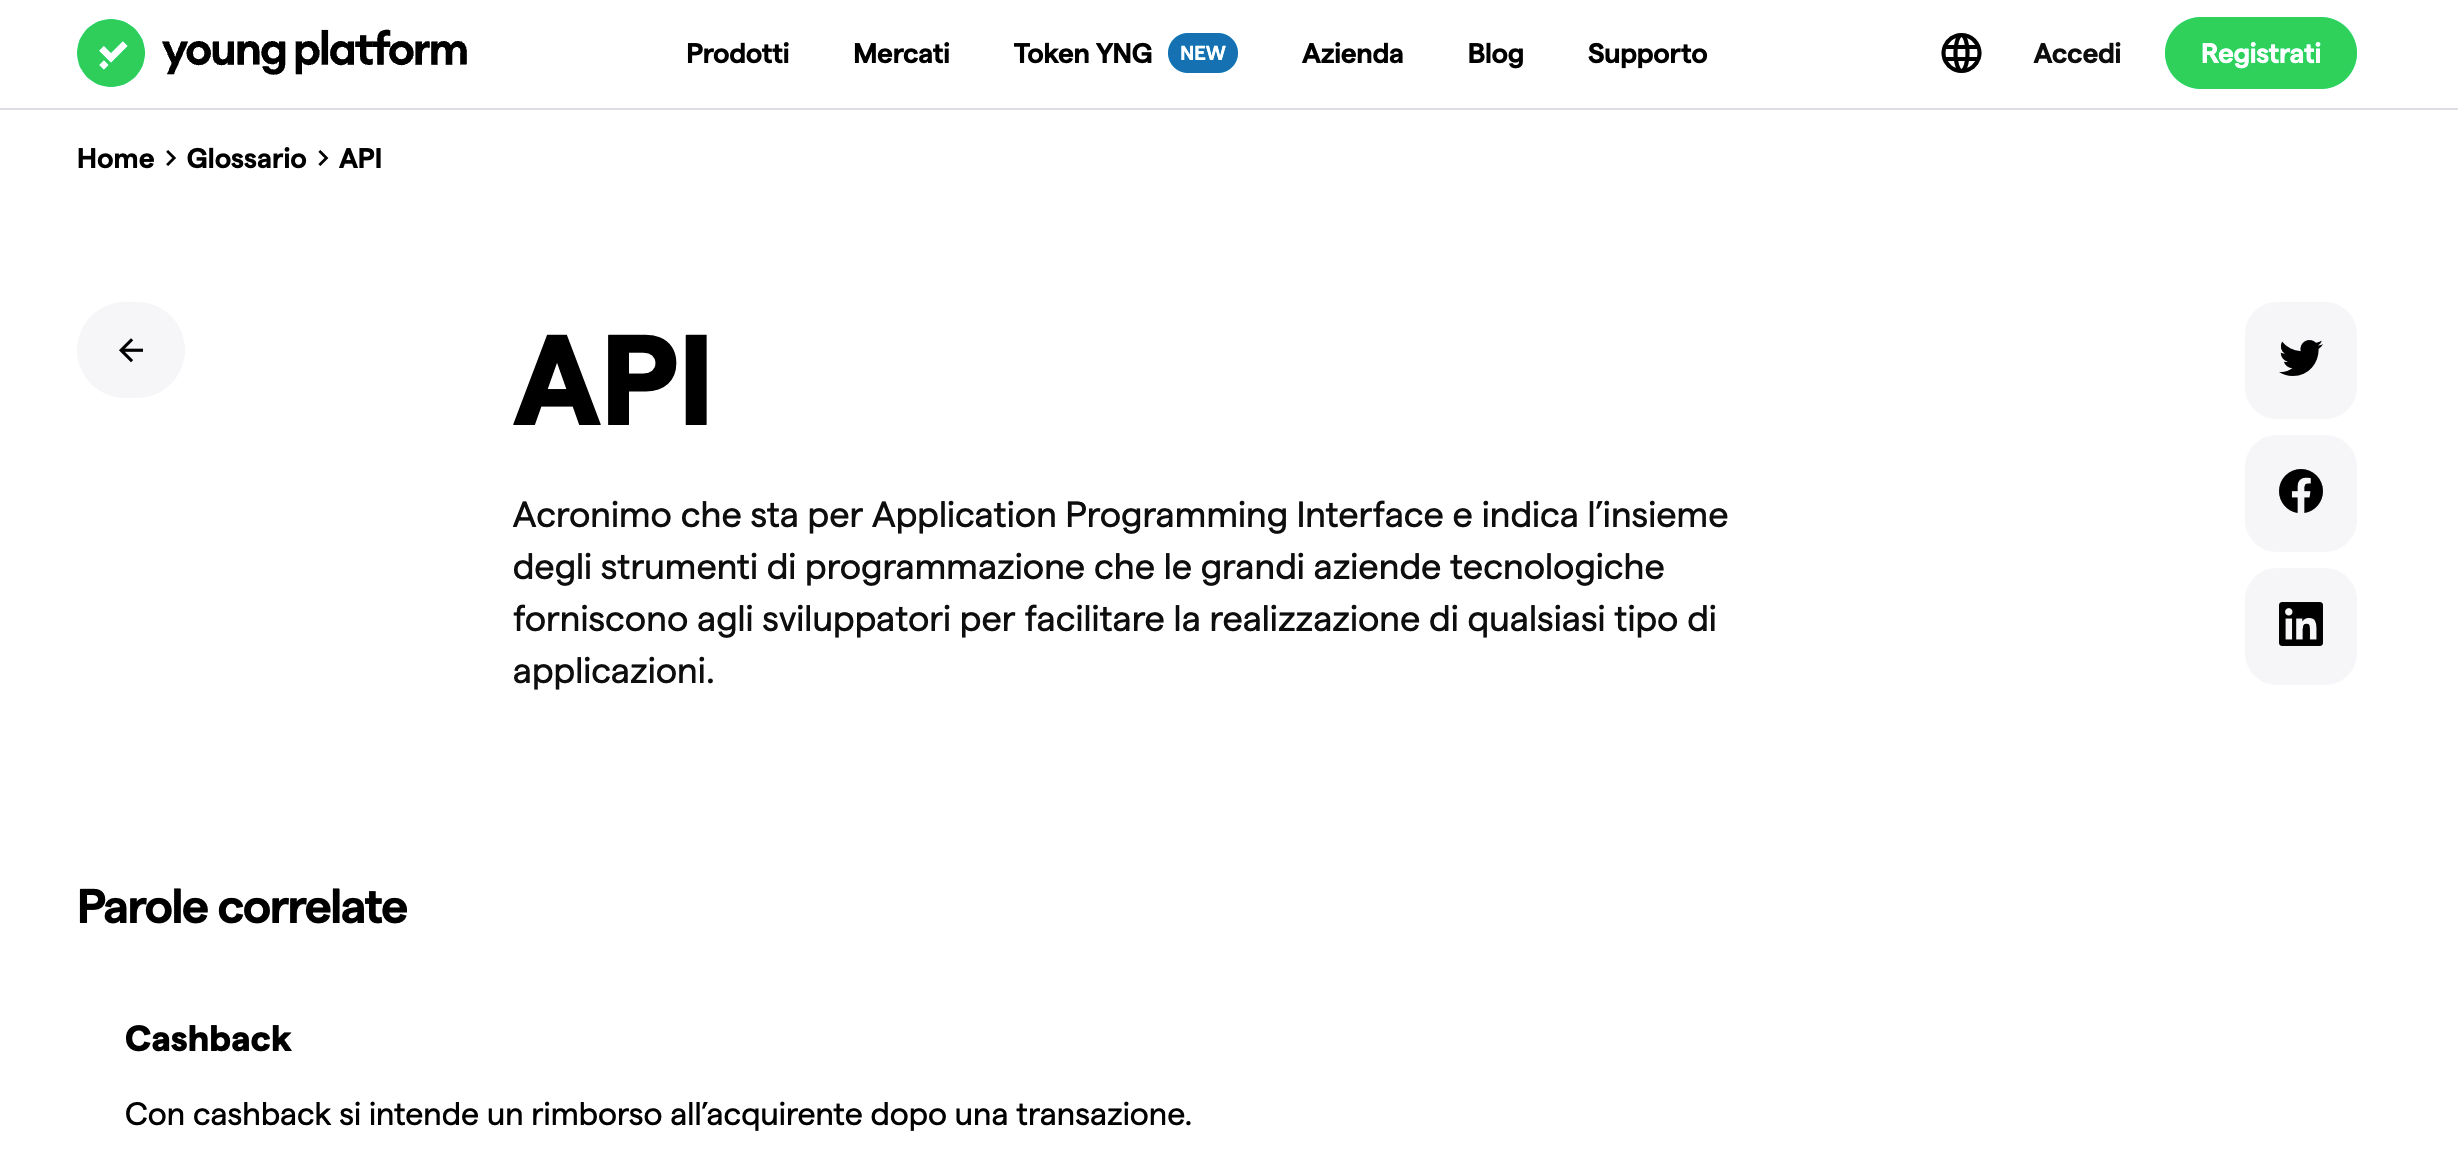 young platform
Prodotti Mercati Token YNG NEW Azienda Blog Supporto Accedi Registrati
Home > Glossario > API
API
Acronimo che sta per Application Programming Interface e indica l’insieme
degli strumenti di programmazione che le grandi aziende tecnologiche
forniscono agli sviluppatori per facilitare la realizzazione di qualsiasi tipo di
applicazioni.
Parole correlate
Cashback
Con cashback si intende un rimborso all’acquirente dopo una transazione.